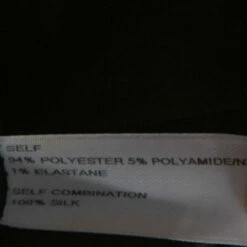 SELF
94% POLYESTER 5% POLYAMIDE/N
1% ELASTANE
SELF COMBINATION
100% SILK